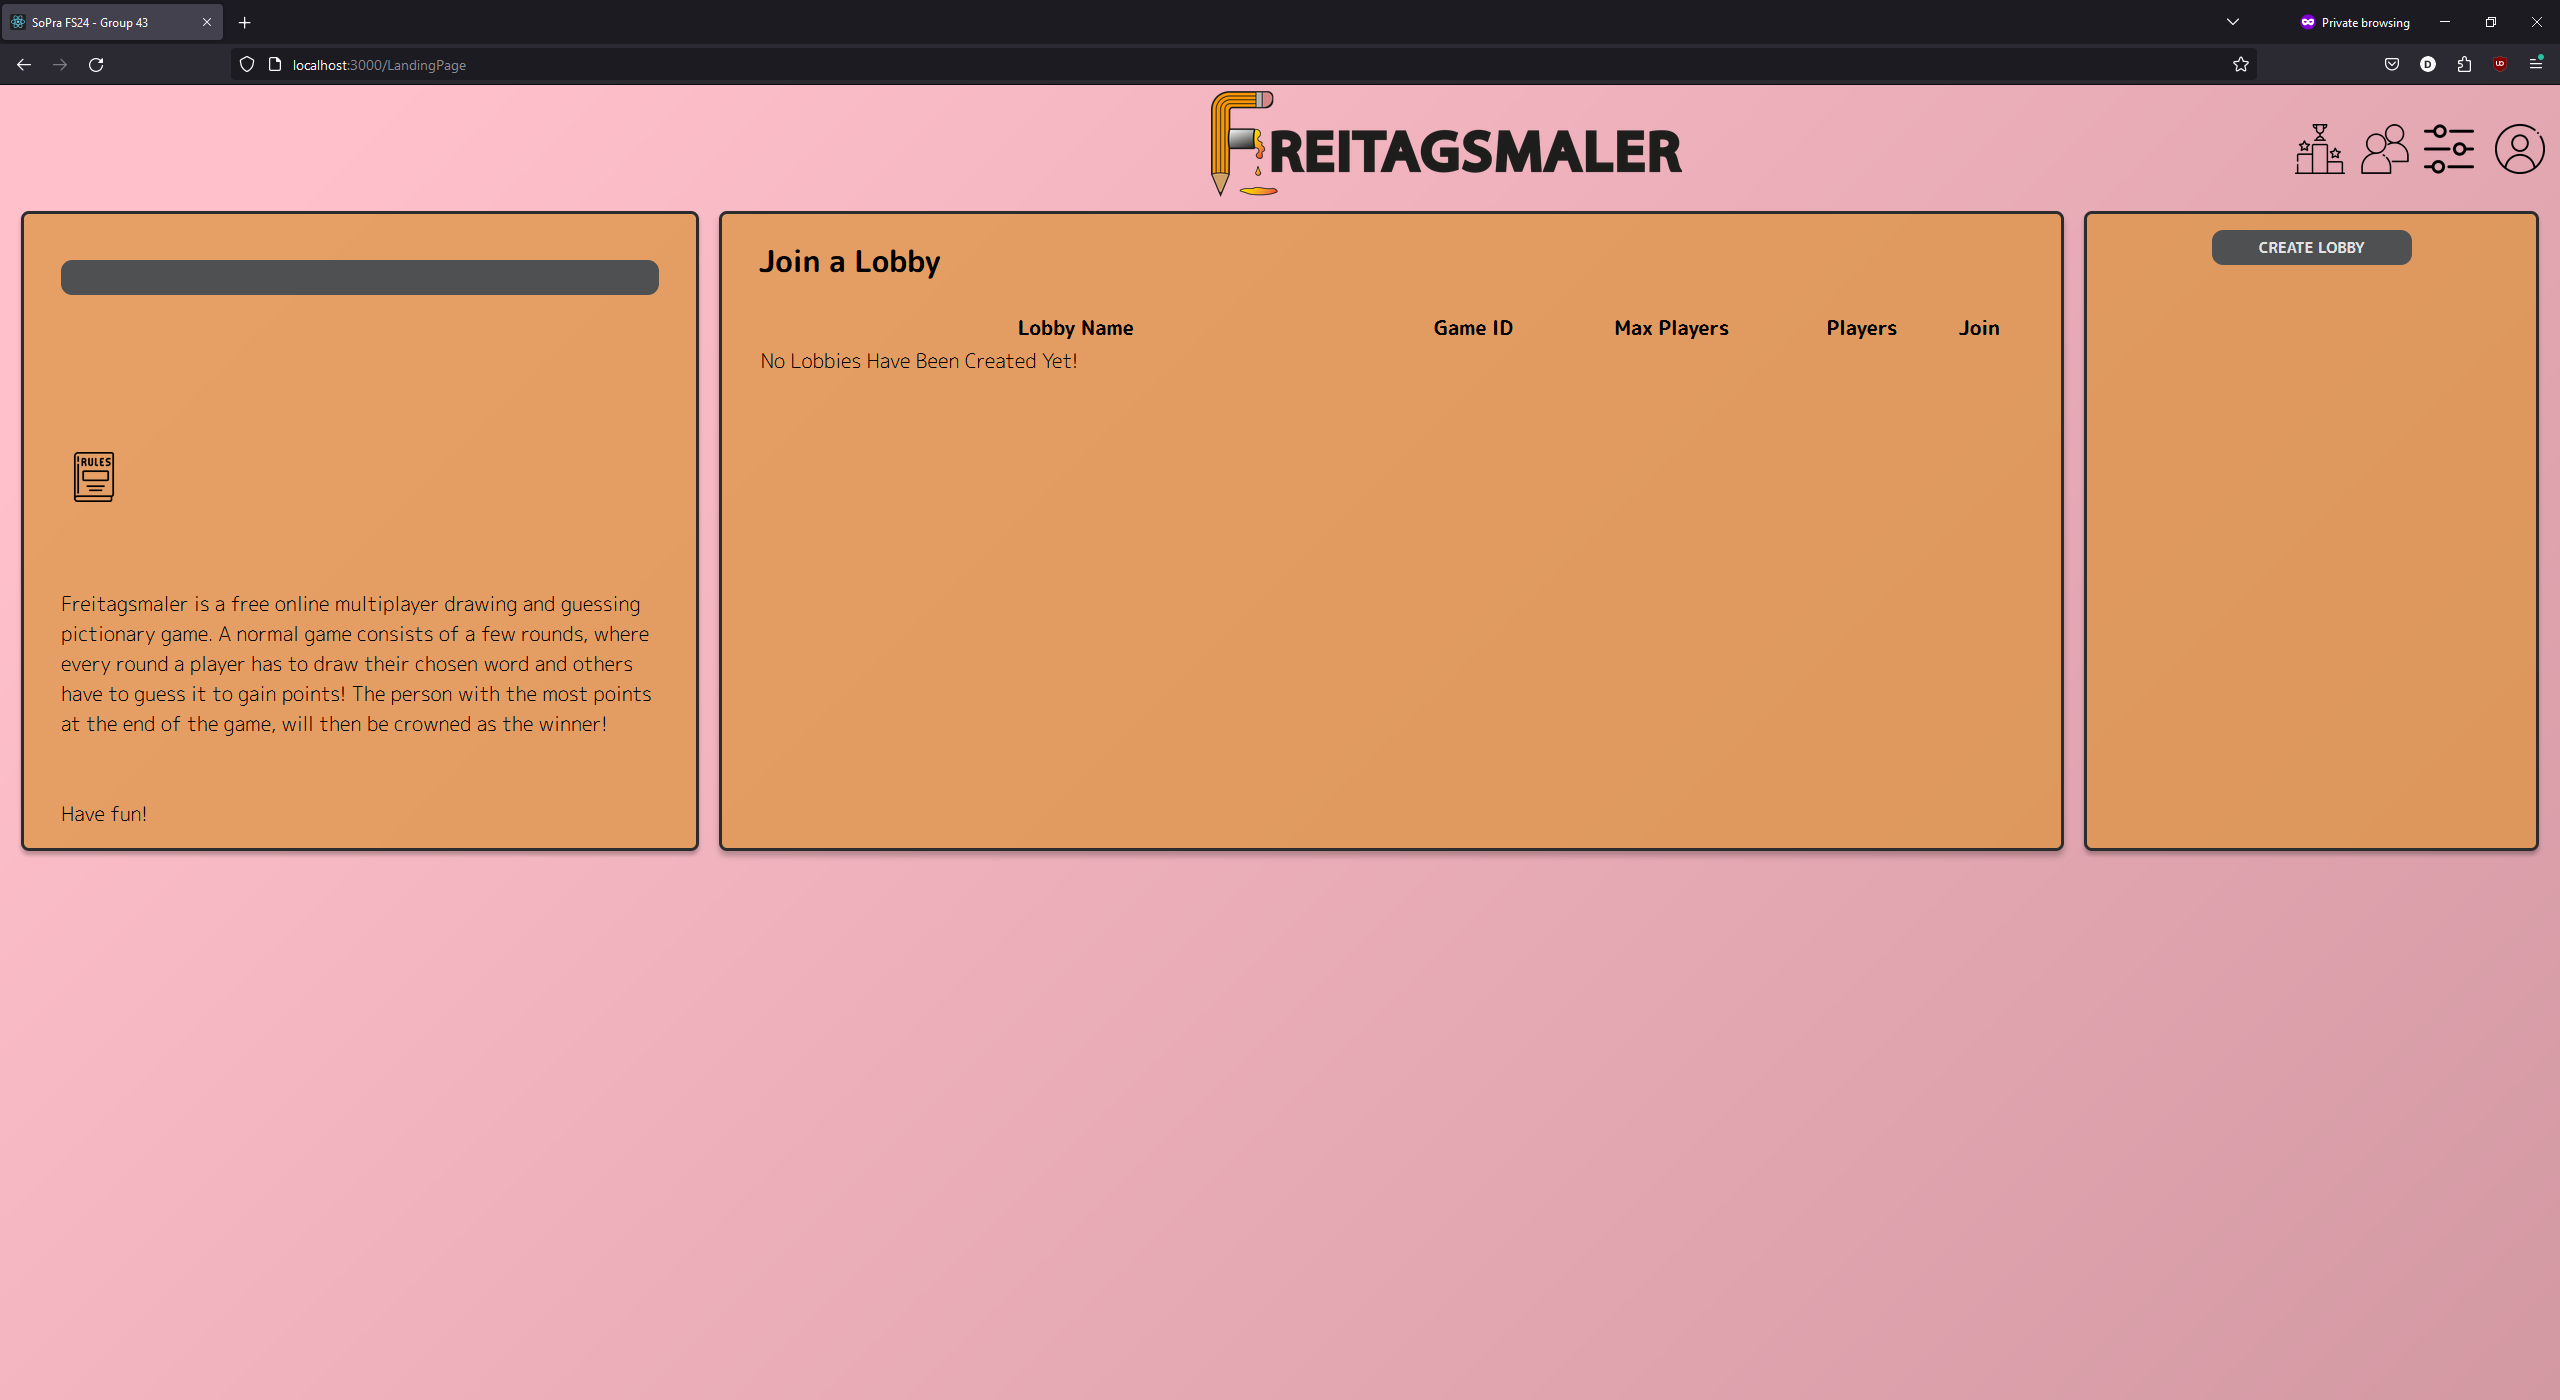 SoPra FS24 - Group 43
Private browsing
localhost:3000/LandingPage
FREITAGSMALER
CREATE LOBBY
Join a Lobby
Lobby Name Game ID Max Players Players Join
No Lobbies Have Been Created Yet!
RULES
Freitagsmaler is a free online multiplayer drawing and guessing
pictionary game. A normal game consists of a few rounds, where
every round a player has to draw their chosen word and others
have to guess it to gain points! The person with the most points
at the end of the game, will then be crowned as the winner!
Have fun!